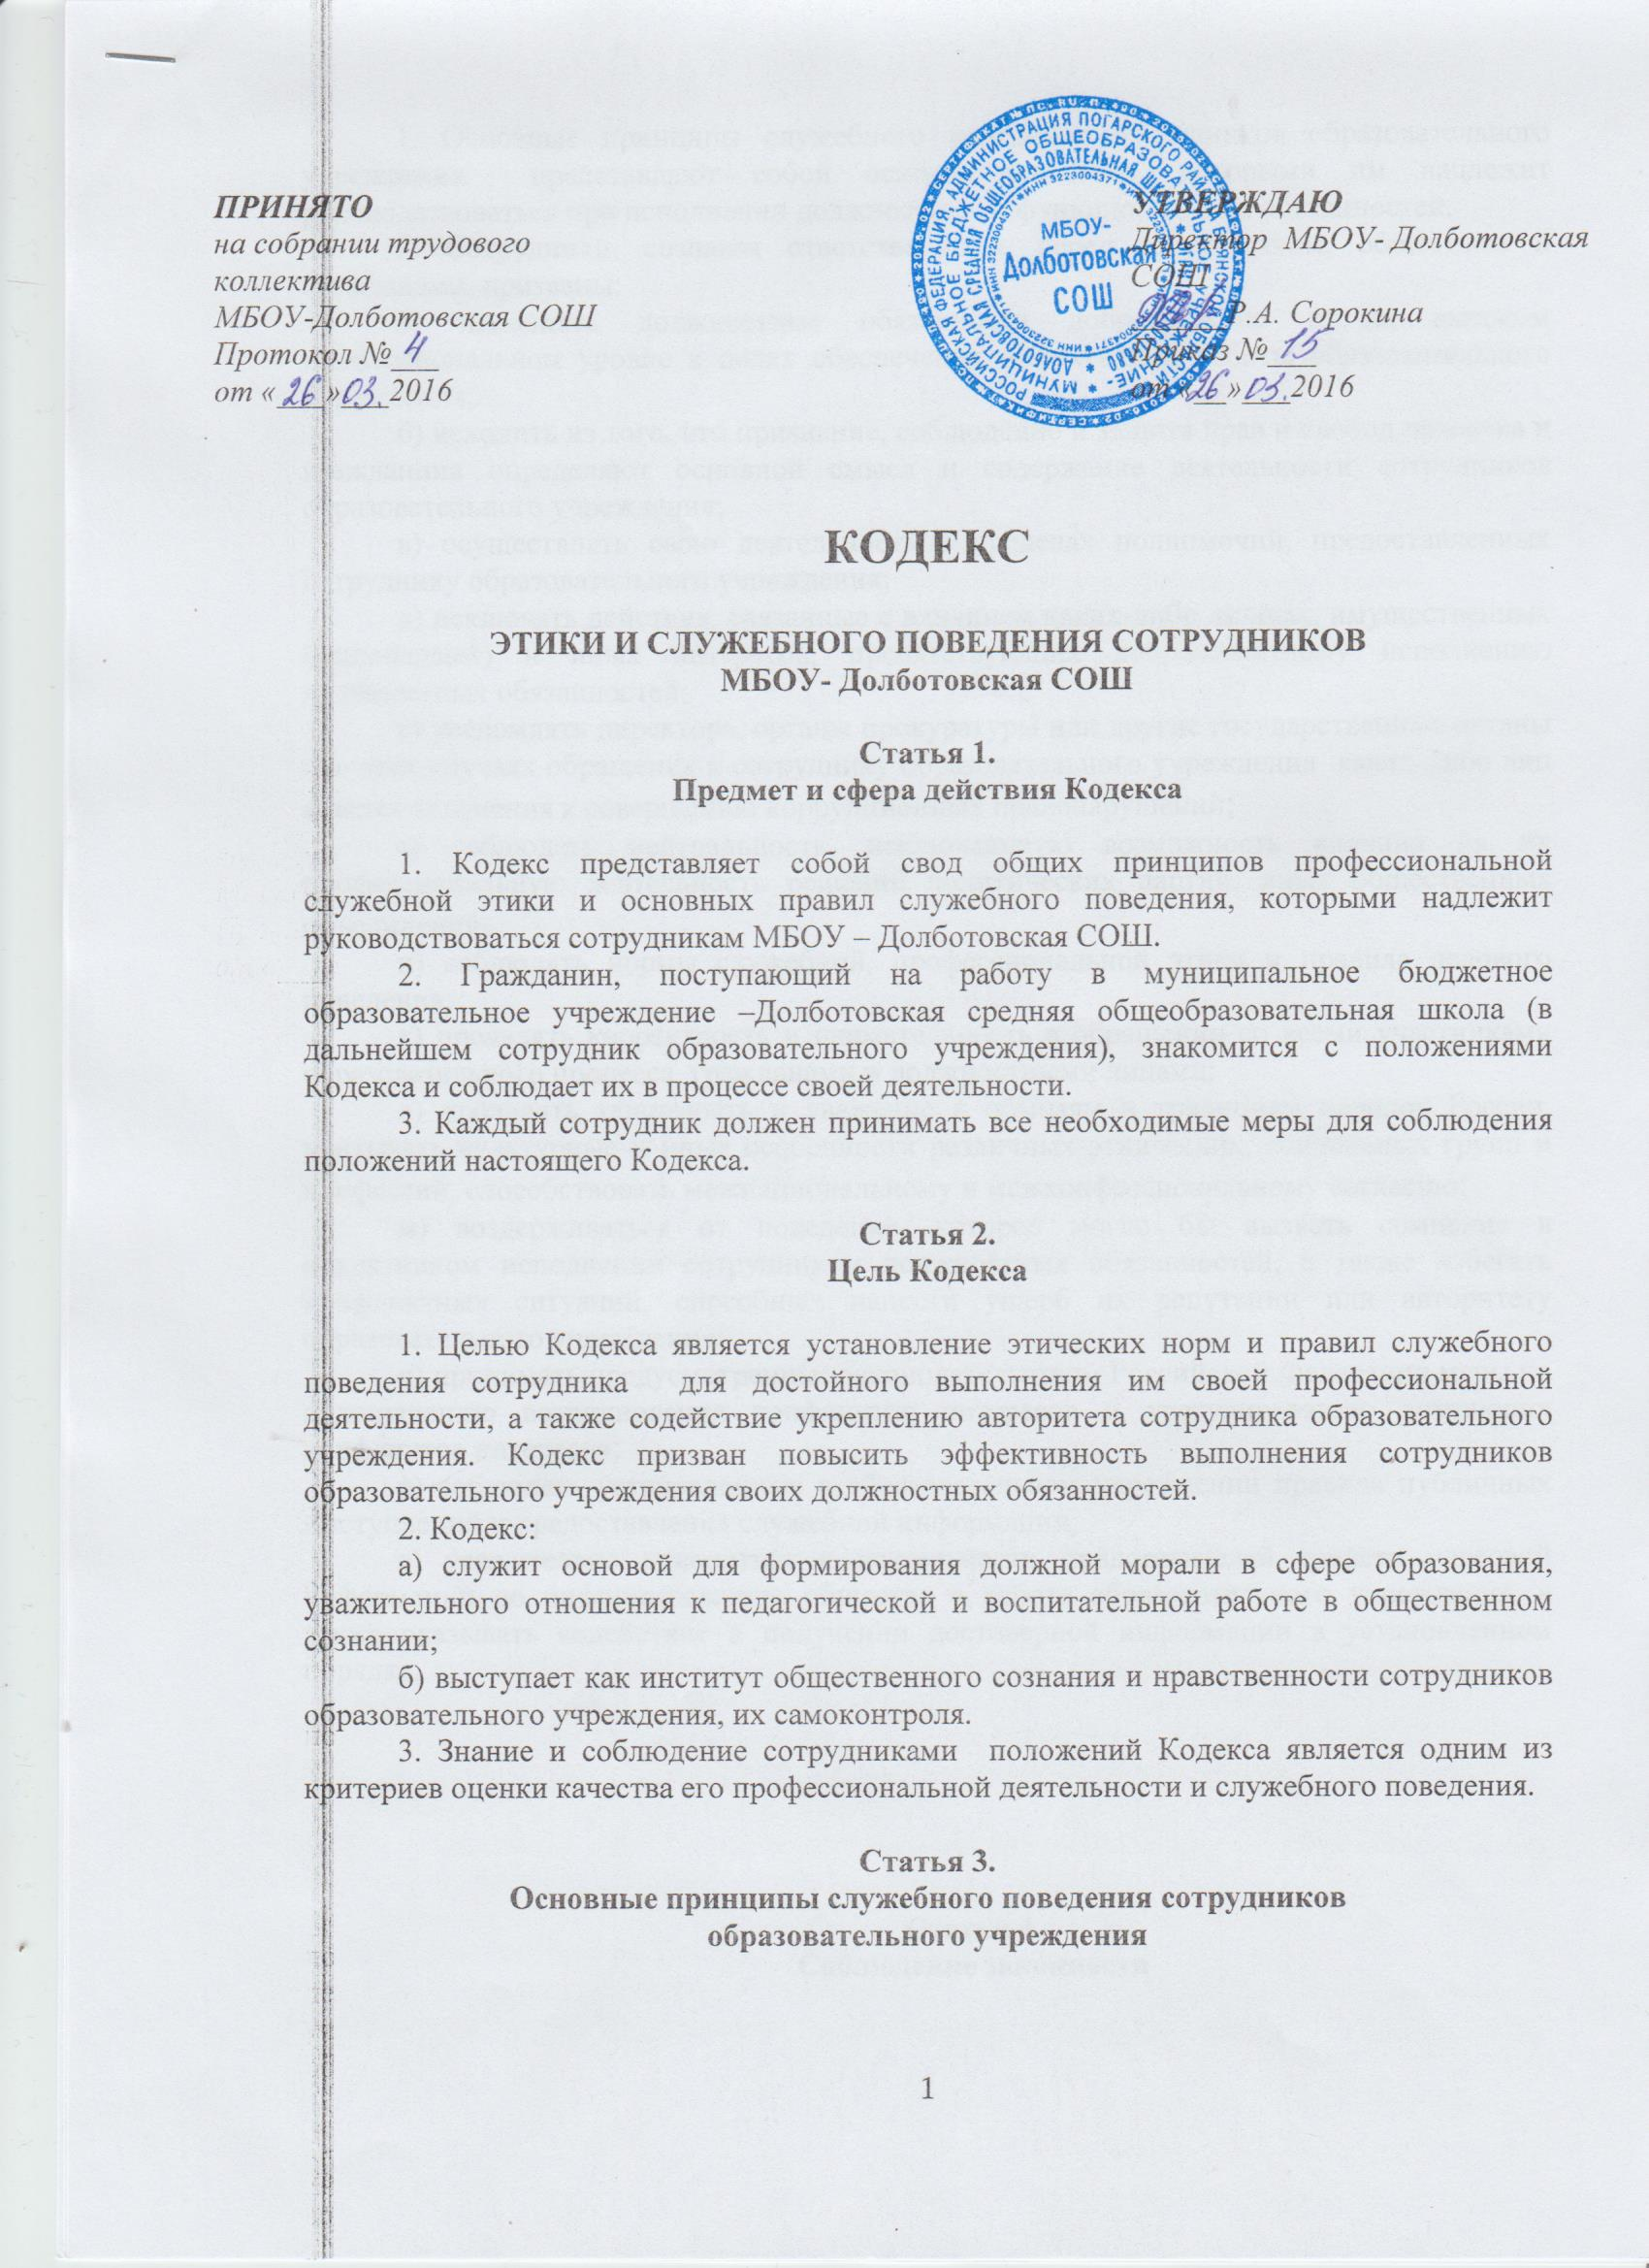 ПРИНЯТО
на собрании трудового
коллектива
МБОУ-Долботовская СОШ
Протокол № 4
от «26»03.2016
УТВЕРЖДАЮ
Директор МБОУ- Долботовская
СОШ
Р.А. Сорокина
Приказ № 15
от «26»03.2016
МБОУ-
Долботовская
СОШ
КОДЕКС
ЭТИКИ И СЛУЖЕБНОГО ПОВЕДЕНИЯ СОТРУДНИКОВ
МБОУ- Долботовская СОШ
Статья 1.
Предмет и сфера действия Кодекса
1. Кодекс представляет собой свод общих принципов профессиональной
служебной этики и основных правил служебного поведения, которыми надлежит
руководствоваться сотрудникам МБОУ – Долботовская СОШ.
2. Гражданин, поступающий на работу в муниципальное бюджетное
образовательное учреждение –Долботовская средняя общеобразовательная школа (в
дальнейшем сотрудник образовательного учреждения), знакомится с положениями
Кодекса и соблюдает их в процессе своей деятельности.
3. Каждый сотрудник должен принимать все необходимые меры для соблюдения
положений настоящего Кодекса.
Статья 2.
Цель Кодекса
1. Целью Кодекса является установление этических норм и правил служебного
поведения сотрудника для достойного выполнения им своей профессиональной
деятельности, а также содействие укреплению авторитета сотрудника образовательного
учреждения. Кодекс призван повысить эффективность выполнения сотрудников
образовательного учреждения своих должностных обязанностей.
2. Кодекс:
а) служит основой для формирования должной морали в сфере образования,
уважительного отношения к педагогической и воспитательной работе в общественном
сознании;
б) выступает как институт общественного сознания и нравственности сотрудников
образовательного учреждения, их самоконтроля.
3. Знание и соблюдение сотрудниками положений Кодекса является одним из
критериев оценки качества его профессиональной деятельности и служебного поведения.
Статья 3.
Основные принципы служебного поведения сотрудников
образовательного учреждения
1